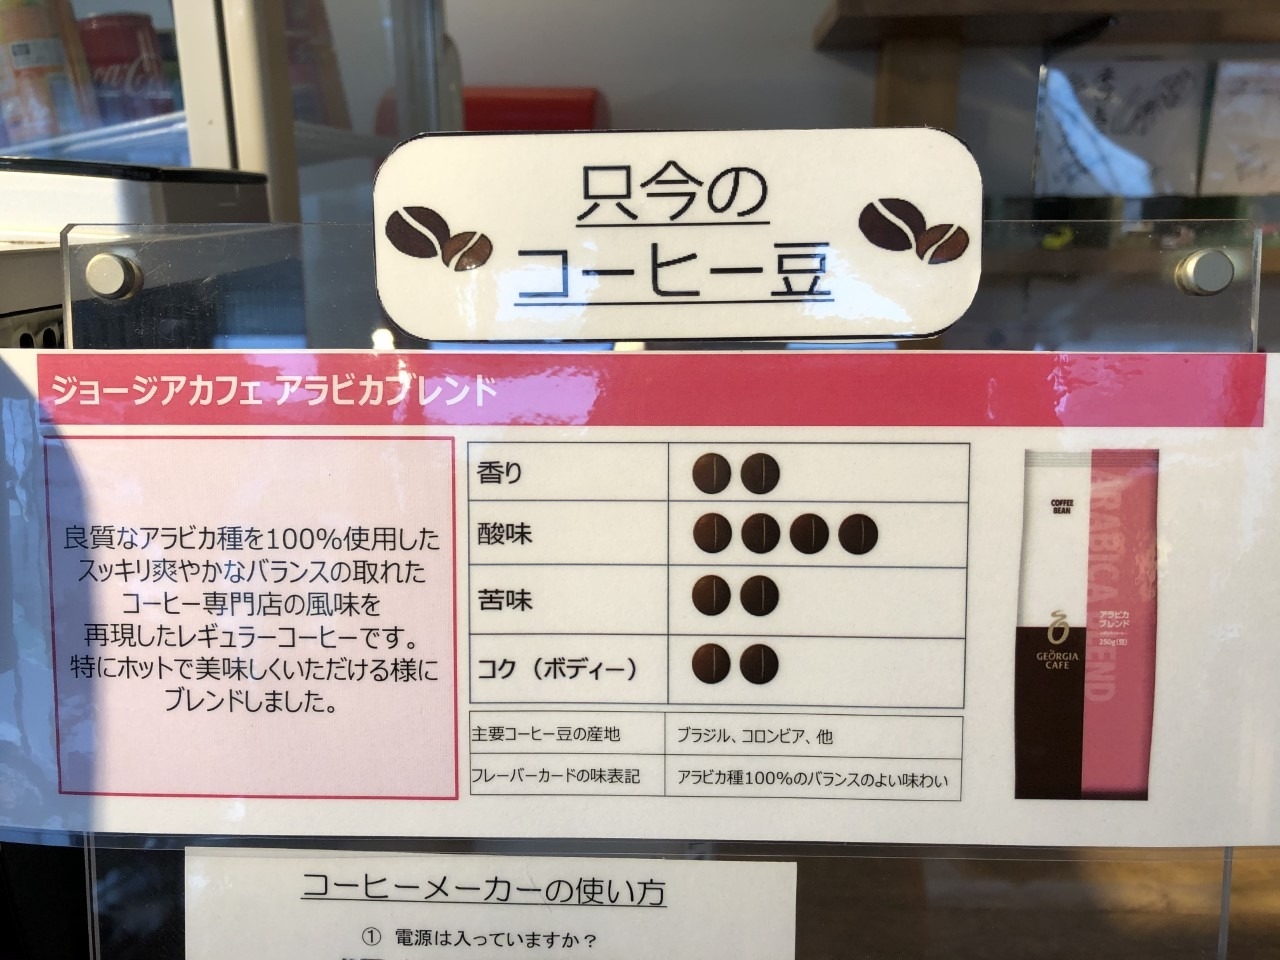 只今の
コーヒー豆
ジョージアカフェ アラビカブレンド
良質なアラビカ種を100%使用した
スッキリ爽やかなバランスの取れた
コーヒー専門店の風味を
再現したレギュラーコーヒーです。
特にホットで美味しくいただける様に
ブレンドしました。
香り
酸味
苦味
コク（ボディー）
主要コーヒー豆の産地 ブラジル、コロンビア、他
フレーバーカードの味表記 アラビカ種100%のバランスのよい味わい
COFFEE
BEAN
ARABICA BLEND
アラビカ
ブレンド
GEORGIA
CAFE
コーヒーメーカーの使い方
① 電源は入っていますか？